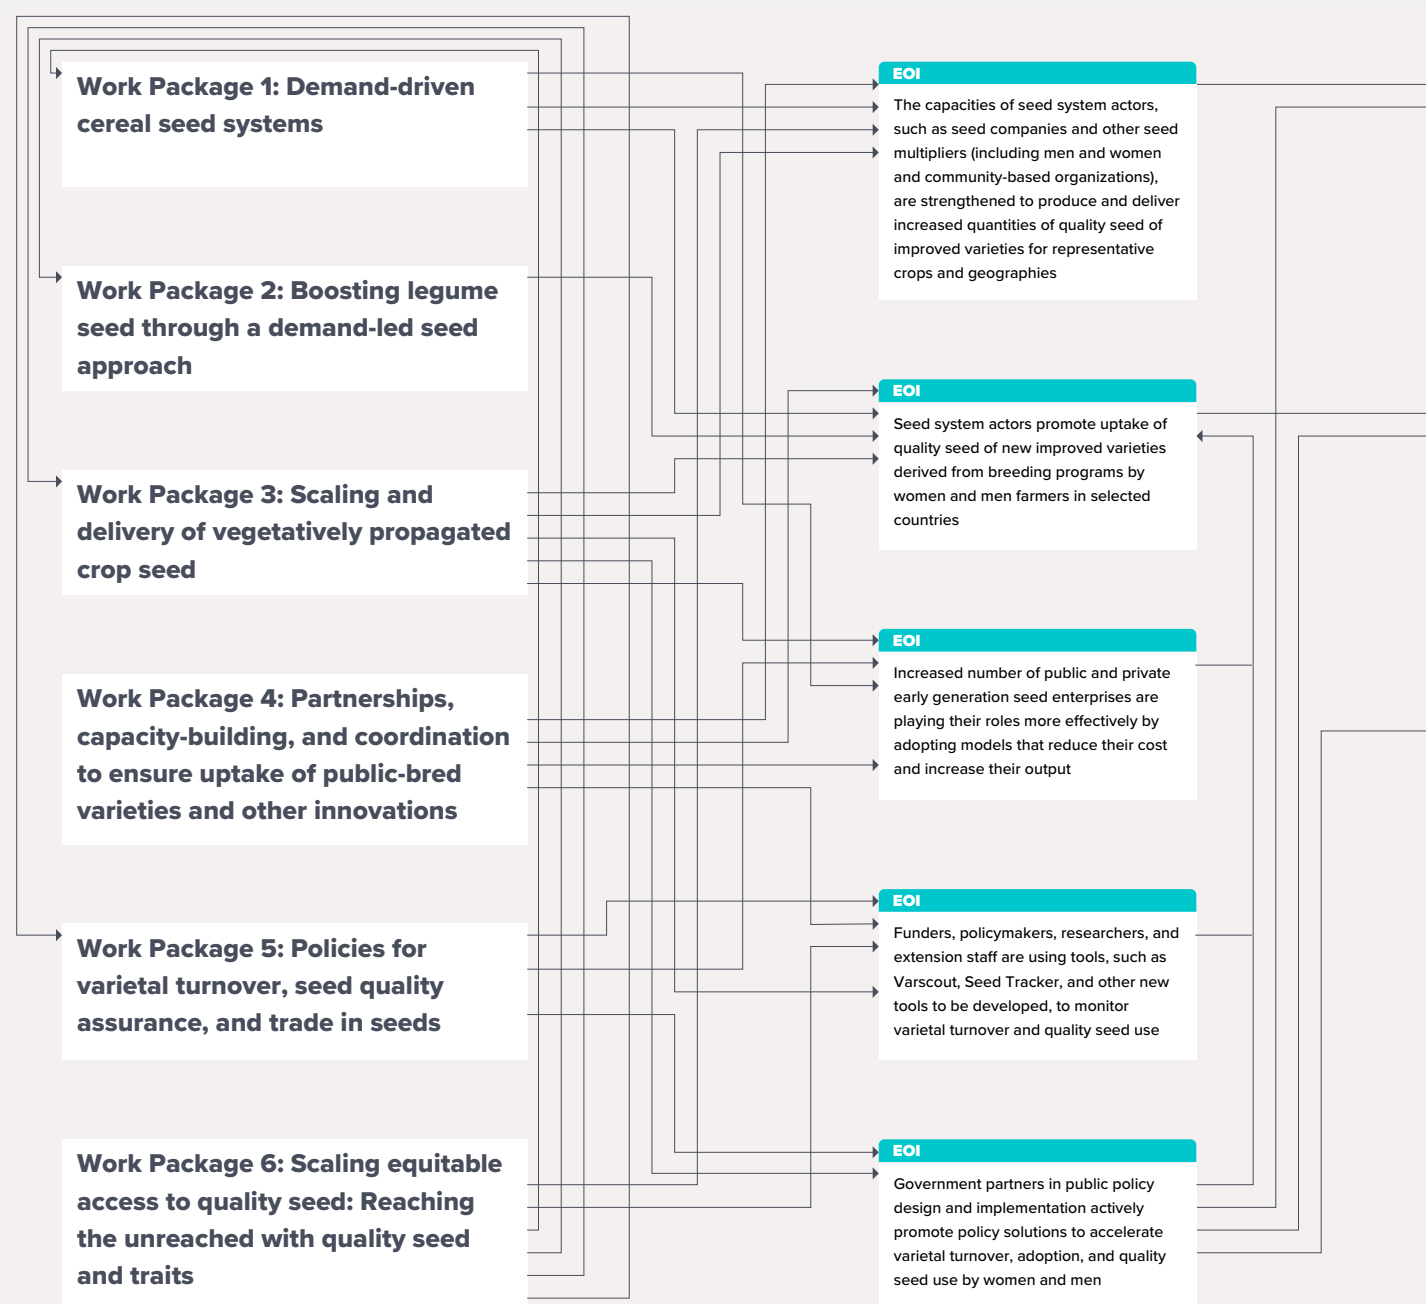 Work Package 1: Demand-driven
cereal seed systems
Work Package 2: Boosting legume
seed through a demand-led seed
approach
Work Package 3: Scaling and
delivery of vegetatively propagated
crop seed
Work Package 4: Partnerships,
capacity-building, and coordination
to ensure uptake of public-bred
varieties and other innovations
Work Package 5: Policies for
varietal turnover, seed quality
assurance, and trade in seeds
Work Package 6: Scaling equitable
access to quality seed: Reaching
the unreached with quality seed
and traits
EOI
The capacities of seed system actors,
such as seed companies and other seed
multipliers (including men and women
and community-based organizations),
are strengthened to produce and deliver
increased quantities of quality seed of
improved varieties for representative
crops and geographies
EOI
Seed system actors promote uptake of
quality seed of new improved varieties
derived from breeding programs by
women and men farmers in selected
countries
EOI
Increased number of public and private
early generation seed enterprises are
playing their roles more effectively by
adopting models that reduce their cost
and increase their output
EOI
Funders, policymakers, researchers, and
extension staff are using tools, such as
Varscout, Seed Tracker, and other new
tools to be developed, to monitor
varietal turnover and quality seed use
EOI
Government partners in public policy
design and implementation actively
promote policy solutions to accelerate
varietal turnover, adoption, and quality
seed use by women and men